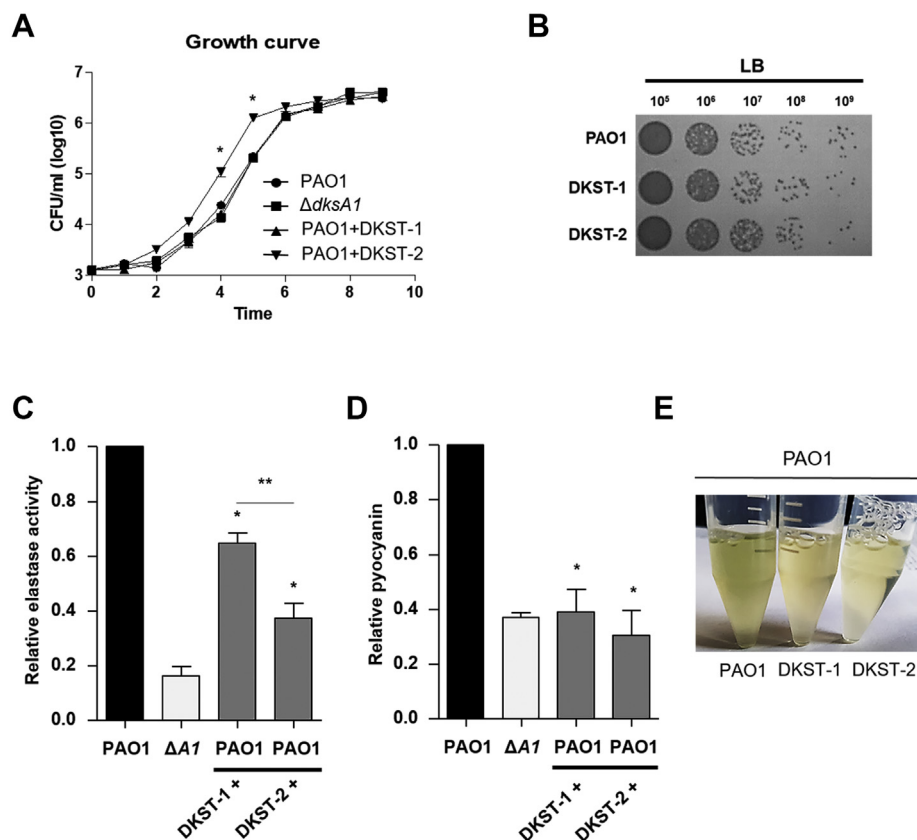 A
Growth curve
CFU/ml (log10)
7
6
5
4
3
*
*
PAO1
ΔdksA1
PAO1+DKST-1
PAO1+DKST-2
0 2 4 6 8 10
Time
B
LB
10⁵ 10⁶ 10⁷ 10⁸ 10⁹
PAO1
DKST-1
DKST-2
C
Relative elastase activity
1.0
0.8
0.6
0.4
0.2
0.0
**
*
*
PAO1 ΔA1 PAO1 PAO1
DKST-1 +
DKST-2 +
D
Relative pyocyanin
1.0
0.8
0.6
0.4
0.2
0.0
*
*
PAO1 ΔA1 PAO1 PAO1
DKST-1 +
DKST-2 +
E
PAO1
PAO1 DKST-1 DKST-2